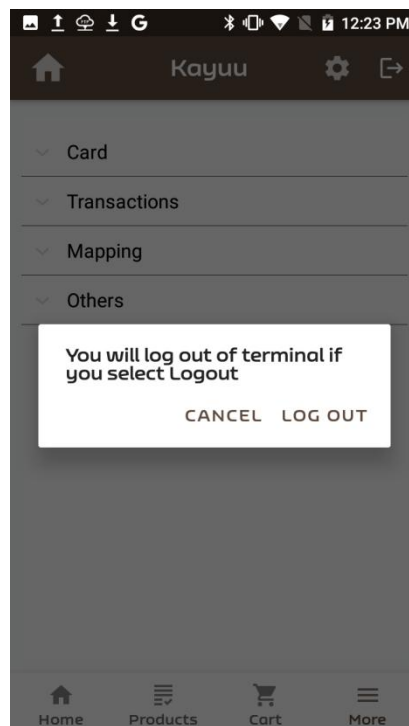 G 12:23 PM
Kayuu
Card
Transactions
Mapping
Others
You will log out of terminal if
you select Logout
CANCEL LOG OUT
Home Products Cart More